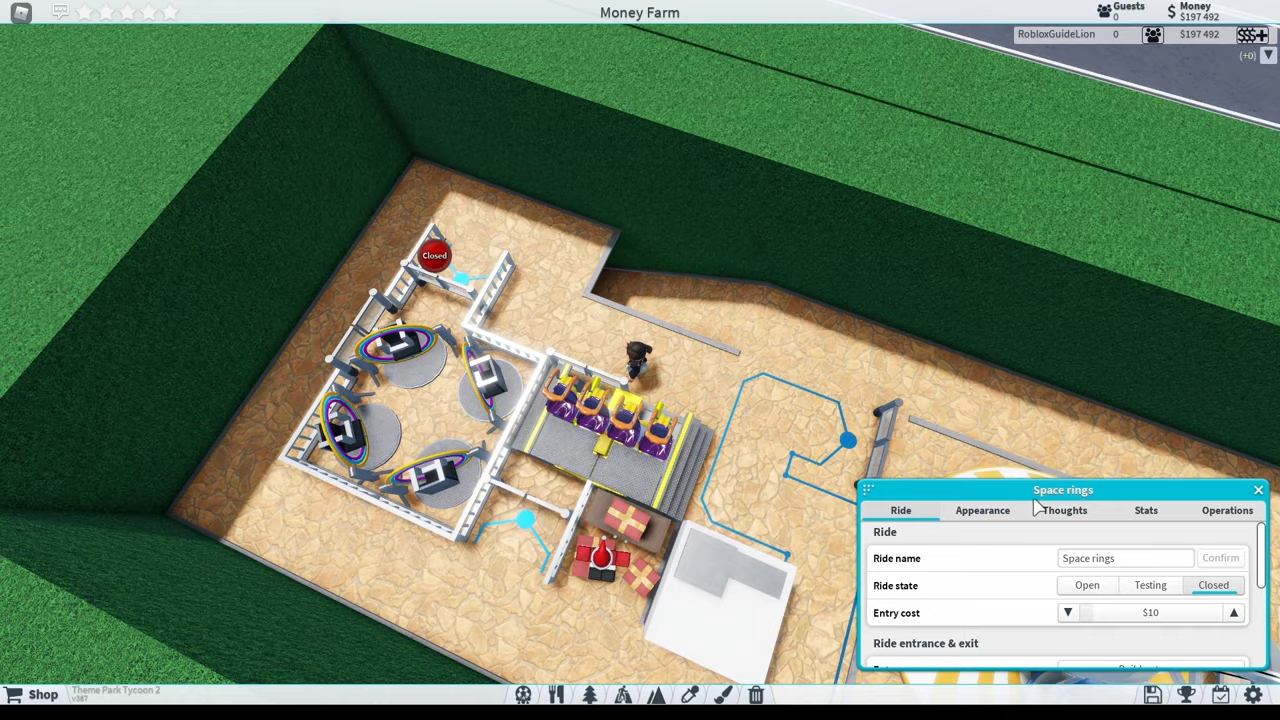 Money Farm
Guests
0
Money
$197 492
RobloxGuideLion 0 $197 492
(+0)
Closed
Space rings
Ride Appearance Thoughts Stats Operations
Ride
Ride name Space rings Confirm
Ride state Open Testing Closed
Entry cost $10
Ride entrance & exit
Shop
Theme Park Tycoon 2
v387